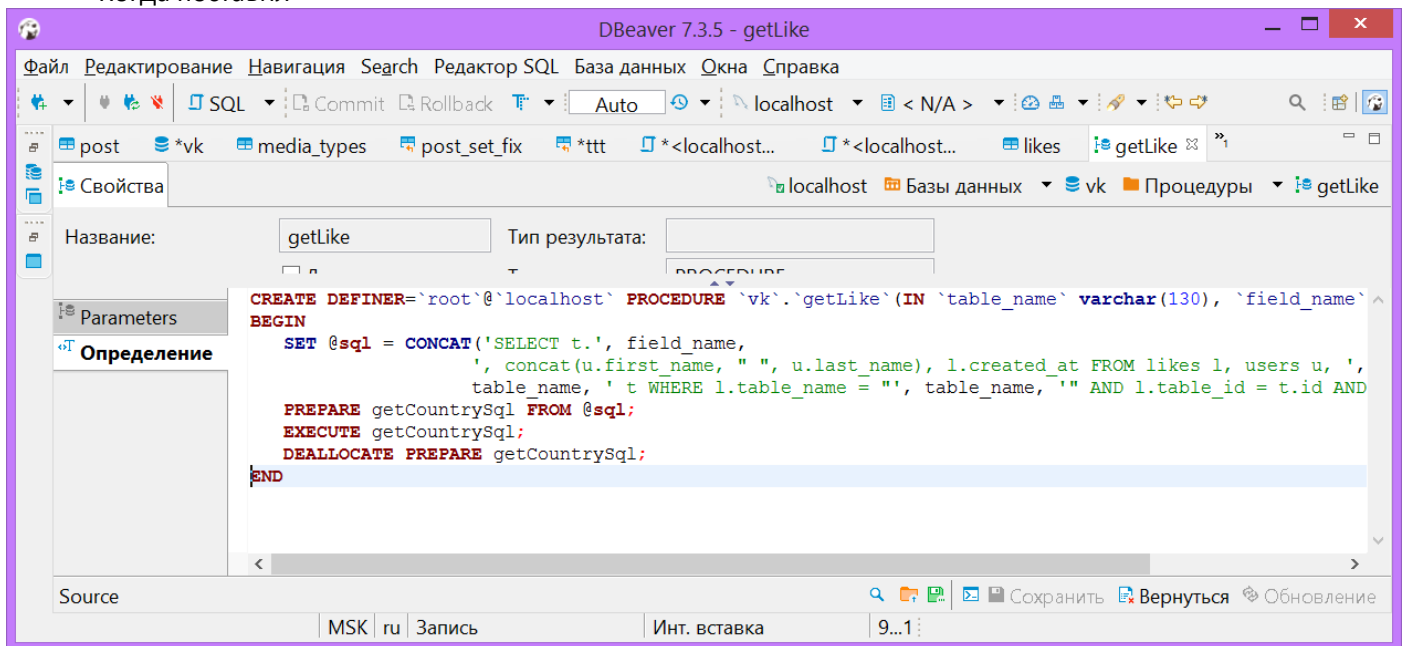 DBeaver 7.3.5 - getLike
Файл Редактирование Навигация Search Редактор SQL База данных Окна Справка
SQL Commit Rollback Auto localhost < N/A >
post *vk media_types post_set_fix *ttt *<localhost... *<localhost... likes getLike »1
Свойства localhost Базы данных vk Процедуры getLike
Название: getLike Тип результата:
Parameters
Определение
CREATE DEFINER=`root`@`localhost` PROCEDURE `vk`.`getLike`(IN `table_name` varchar(130), `field_name`
BEGIN
SET @sql = CONCAT('SELECT t.', field_name,
', concat(u.first_name, " ", u.last_name), l.created_at FROM likes l, users u, ',
table_name, ' t WHERE l.table_name = "', table_name, '" AND l.table_id = t.id AND
PREPARE getCountrySql FROM @sql;
EXECUTE getCountrySql;
DEALLOCATE PREPARE getCountrySql;
END
Source Сохранить Вернуться Обновление
MSK ru Запись Инт. вставка 9...1